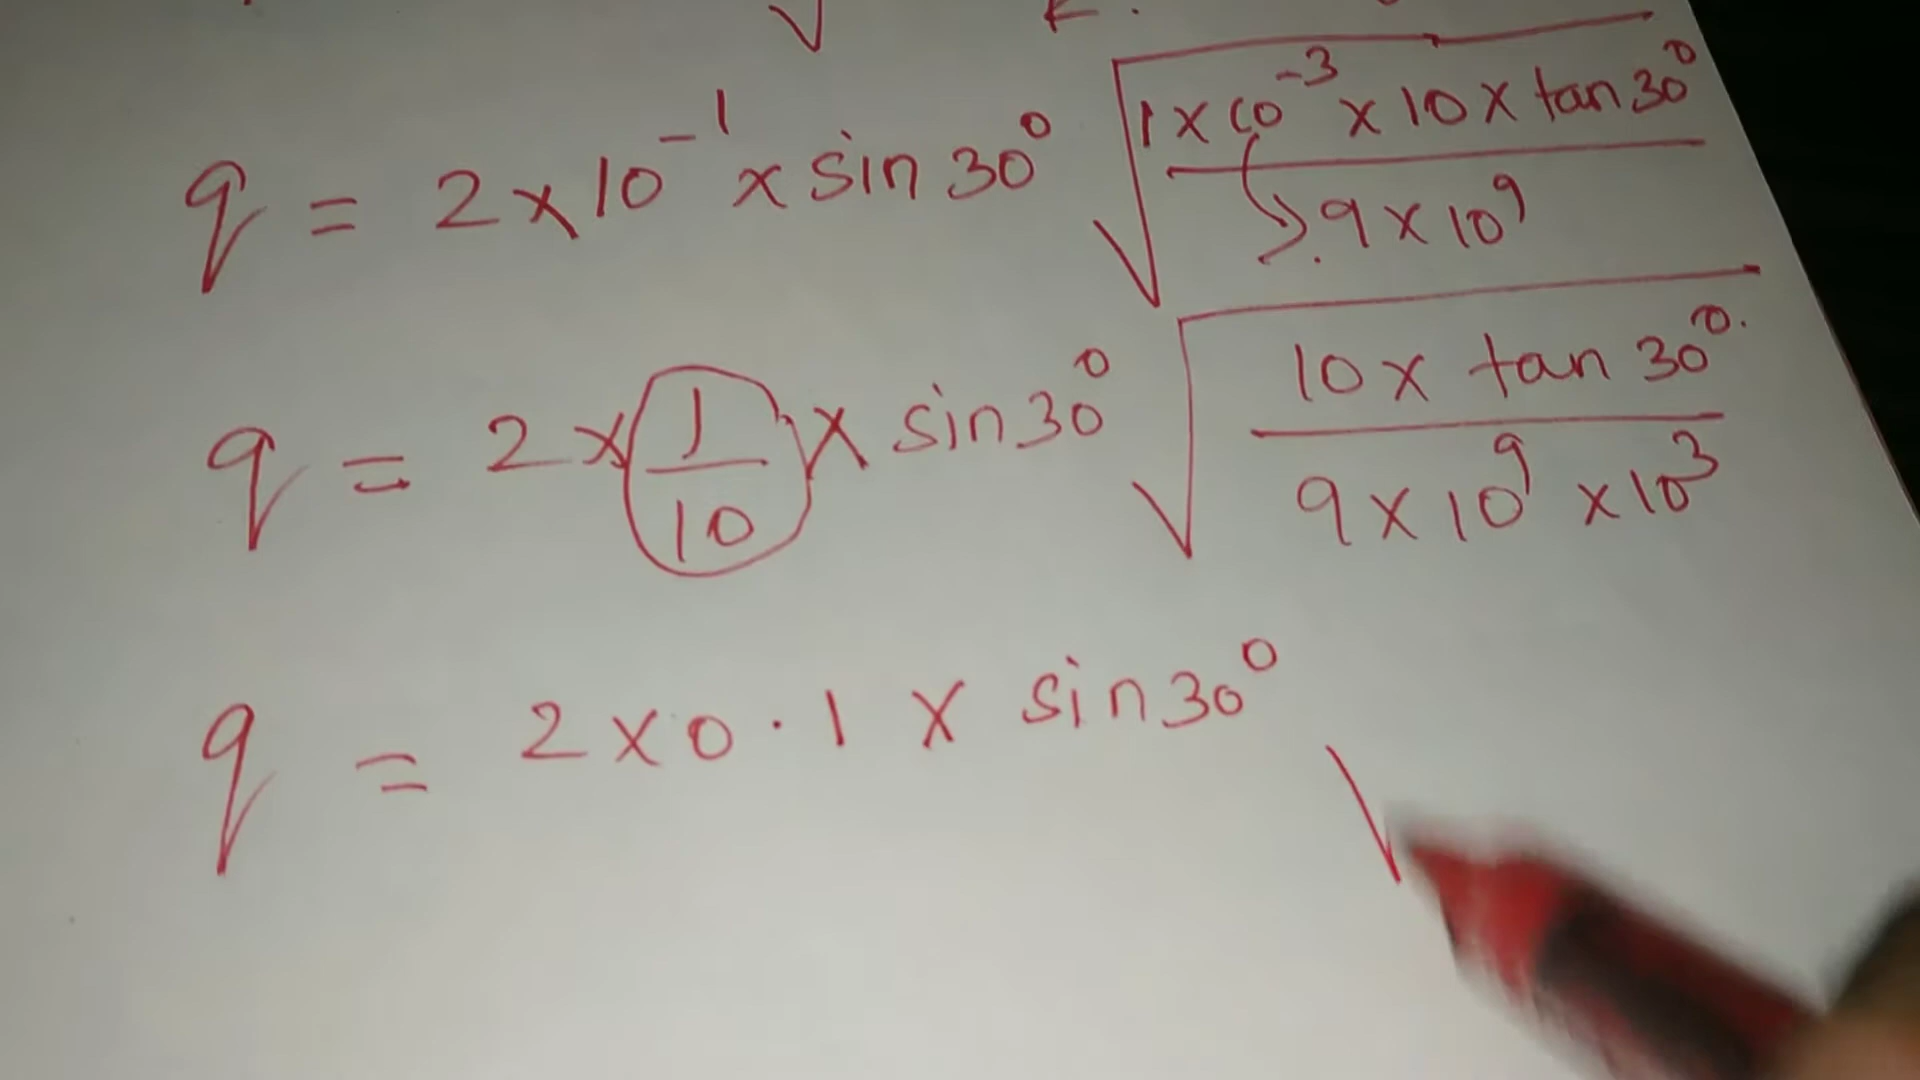 q = 2 × 10⁻¹ × sin 30° √(1 × 10⁻³ × 10 × tan 30° / 9 × 10⁹)
q = 2 × 1/10 × sin 30° √(10 × tan 30° / 9 × 10⁹ × 10³)
q = 2 × 0.1 × sin 30° √